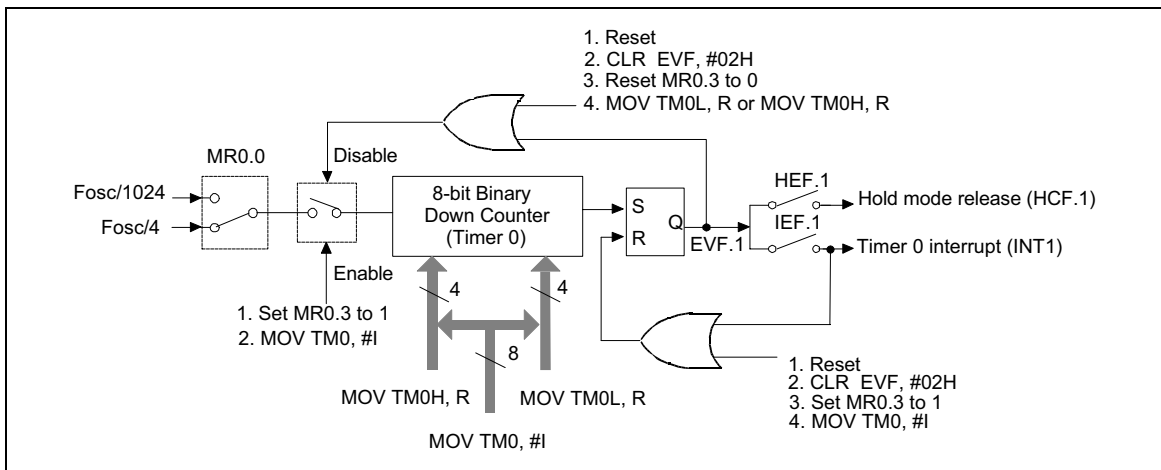 1. Reset
2. CLR EVF, #02H
3. Reset MR0.3 to 0
4. MOV TM0L, R or MOV TM0H, R
MR0.0
Disable
Fosc/1024
Fosc/4
8-bit Binary
Down Counter
(Timer 0)
S
R
Q
EVF.1
HEF.1
Hold mode release (HCF.1)
IEF.1
Timer 0 interrupt (INT1)
Enable
1. Set MR0.3 to 1
2. MOV TM0, #I
4
4
8
MOV TM0H, R
MOV TM0L, R
MOV TM0, #I
1. Reset
2. CLR EVF, #02H
3. Set MR0.3 to 1
4. MOV TM0, #I